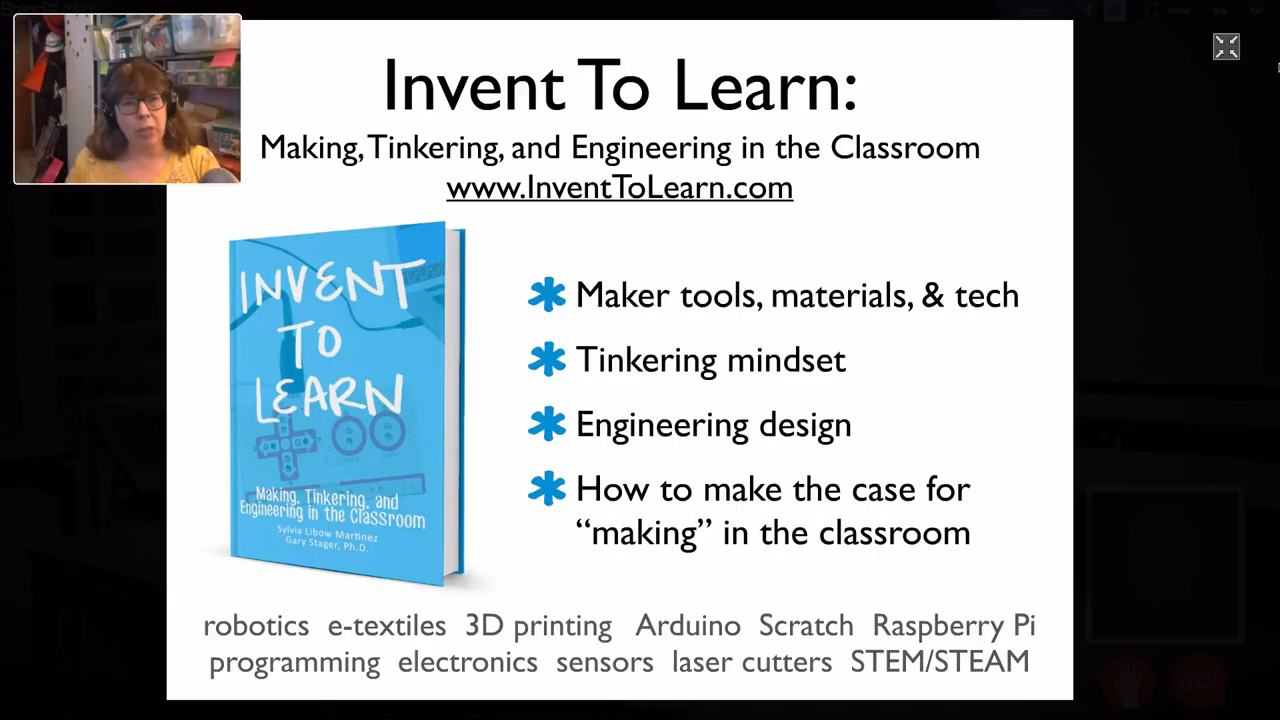 Invent To Learn:
Making, Tinkering, and Engineering in the Classroom
www.InventToLearn.com
INVENT
TO
LEARN
Making, Tinkering, and
Engineering in the Classroom
Sylvia Libow Martinez
Gary Stager, Ph.D.
✱ Maker tools, materials, & tech
✱ Tinkering mindset
✱ Engineering design
✱ How to make the case for
“making” in the classroom
robotics e-textiles 3D printing Arduino Scratch Raspberry Pi
programming electronics sensors laser cutters STEM/STEAM
ask